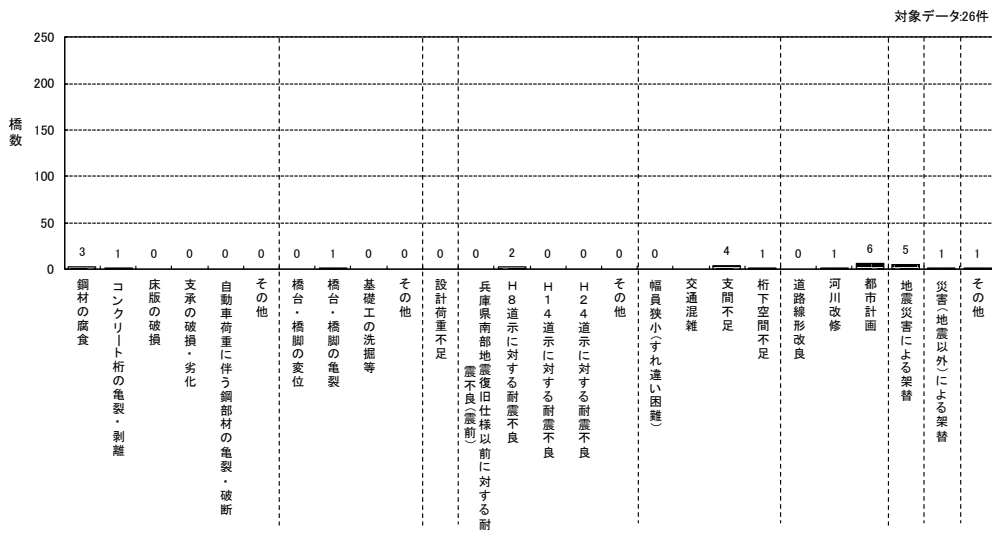 対象データ:26件
250
200
150
100
50
0
橋数
3
1
0
0
0
0
0
1
0
0
0
0
2
0
0
0
0
4
1
0
1
6
5
1
1
鋼材の腐食
コンクリート桁の亀裂・剥離
床版の破損
支承の破損・劣化
自動車荷重に伴う鋼部材の亀裂・破断
その他
橋台・橋脚の変位
橋台・橋脚の亀裂
基礎工の洗掘等
その他
設計荷重不足
兵庫県南部地震復旧仕様以前に対する耐
震不良(震前)
H8道示に対する耐震不良
H14道示に対する耐震不良
H24道示に対する耐震不良
その他
幅員狭小(すれ違い困難)
交通混雑
支間不足
桁下空間不足
道路線形改良
河川改修
都市計画
地震災害による架替
災害(地震以外)による架替
その他